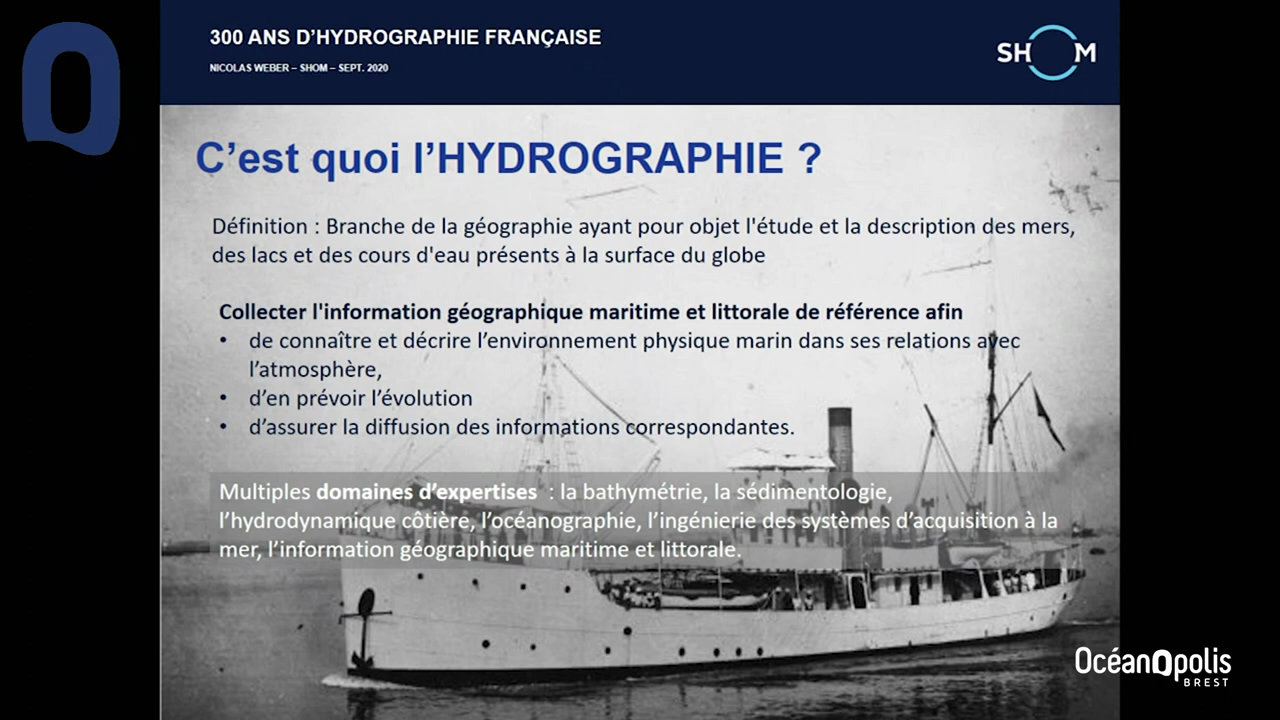 300 ANS D'HYDROGRAPHIE FRANÇAISE
NICOLAS WEBER – SHOM – SEPT. 2020
SHOM
C'est quoi l'HYDROGRAPHIE ?
Définition : Branche de la géographie ayant pour objet l'étude et la description des mers,
des lacs et des cours d'eau présents à la surface du globe
Collecter l'information géographique maritime et littorale de référence afin
• de connaître et décrire l'environnement physique marin dans ses relations avec
l'atmosphère,
• d'en prévoir l'évolution
• d'assurer la diffusion des informations correspondantes.
Multiples domaines d'expertises : la bathymétrie, la sédimentologie,
l'hydrodynamique côtière, l'océanographie, l'ingénierie des systèmes d'acquisition à la
mer, l'information géographique maritime et littorale.
OcéanOpolis
BREST